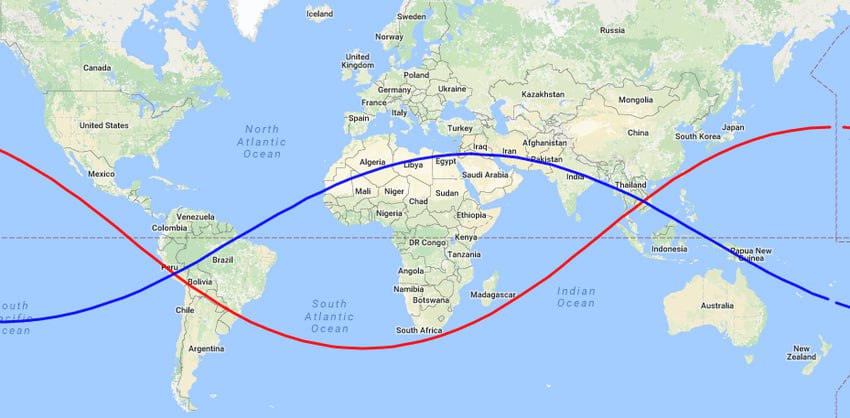 Iceland
Sweden
Russia
Norway
Canada
United
Kingdom
Poland
Germany
Ukraine
Kazakhstan
France
Mongolia
Italy
Spain
United States
North
Atlantic
Ocean
Turkey
China
Japan
South Korea
Afghanistan
Iraq
Iran
Pakistan
Algeria
Libya
Egypt
Mexico
Saudi Arabia
India
Thailand
Mali
Niger
Sudan
Chad
Nigeria
Ethiopia
Venezuela
Colombia
Kenya
DR Congo
Indonesia
Papua New
Guinea
Tanzania
Brazil
Peru
Angola
Bolivia
Namibia
Botswana
Madagascar
Indian
Ocean
South
Atlantic
Ocean
outh
acific
cean
Chile
Australia
South Africa
Argentina
New
Zealand